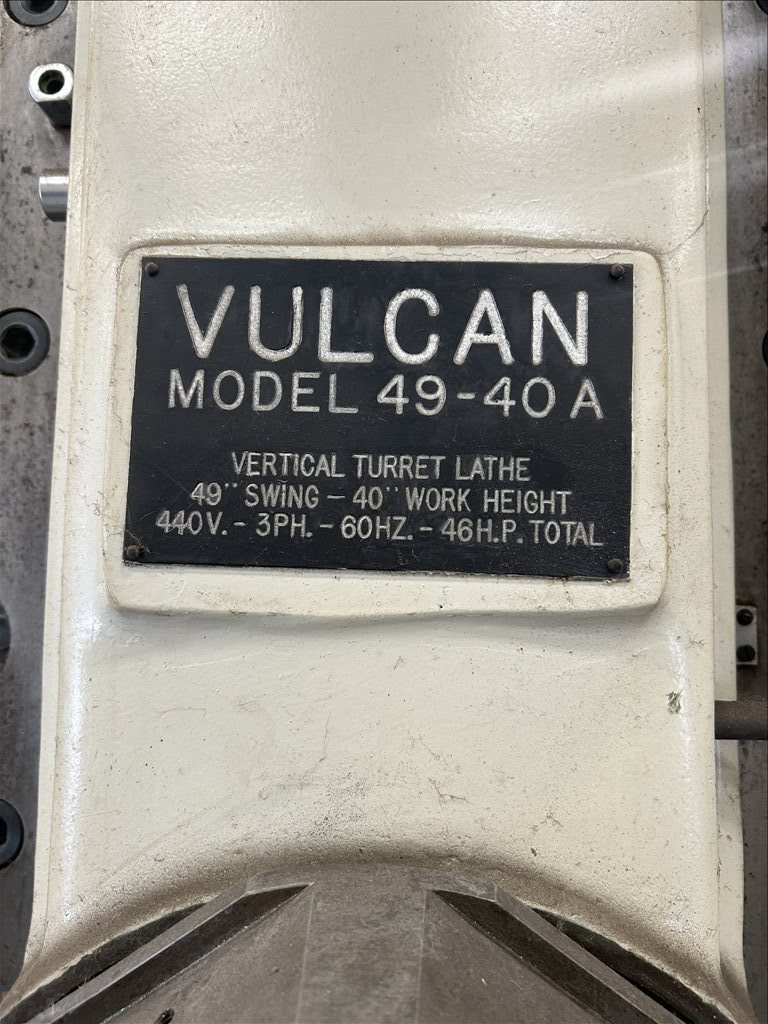 VULCAN
MODEL 49-40A
VERTICAL TURRET LATHE
49" SWING - 40" WORK HEIGHT
440V. - 3PH. - 60HZ. - 46H.P. TOTAL